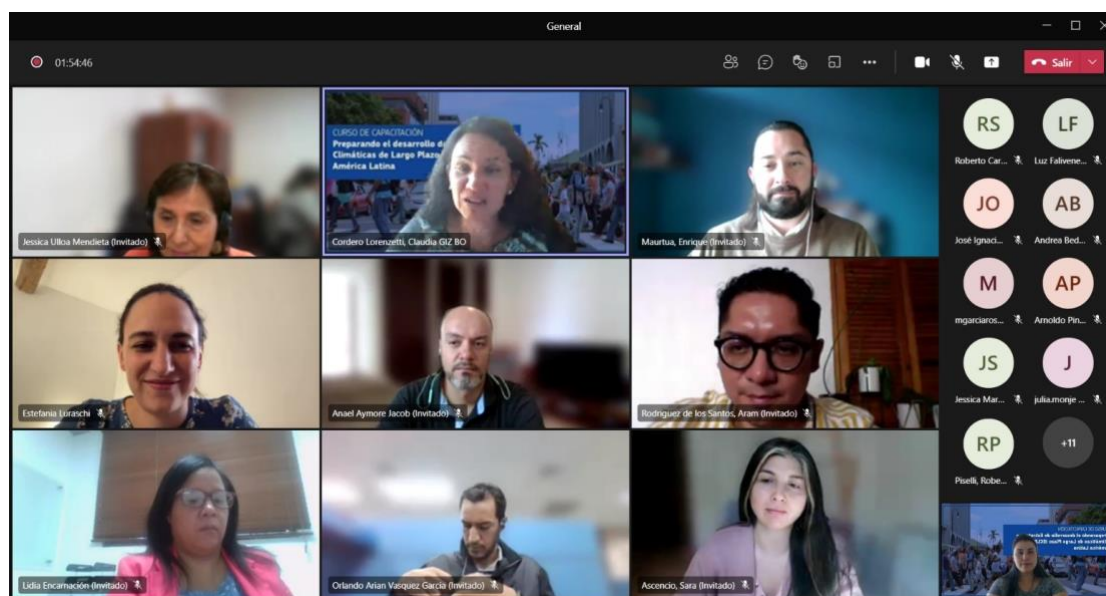 General
01:54:46
Salir
CURSO DE CAPACITACIÓN
Preparando el desarrollo d
Climáticas de Largo Plazo
América Latina
Jessica Ulloa Mendieta (Invitado)
Cordero Lorenzetti, Claudia GIZ BO
Maurtua, Enrique (Invitado)
Estefania Luraschi
Anael Aymore Jacob (Invitado)
Rodriguez de los Santos, Aram (Invitado)
Lidia Encarnación (Invitado)
Orlando Arian Vasquez Garcia (Invitado)
Ascencio, Sara (Invitado)
RS
Roberto Car...
LF
Luz Falivene...
JO
José Ignaci...
AB
Andrea Bed...
M
mgarciaros...
AP
Arnoldo Pin...
JS
Jessica Mar...
J
julia.monje ...
RP
Piselli, Robe...
+11